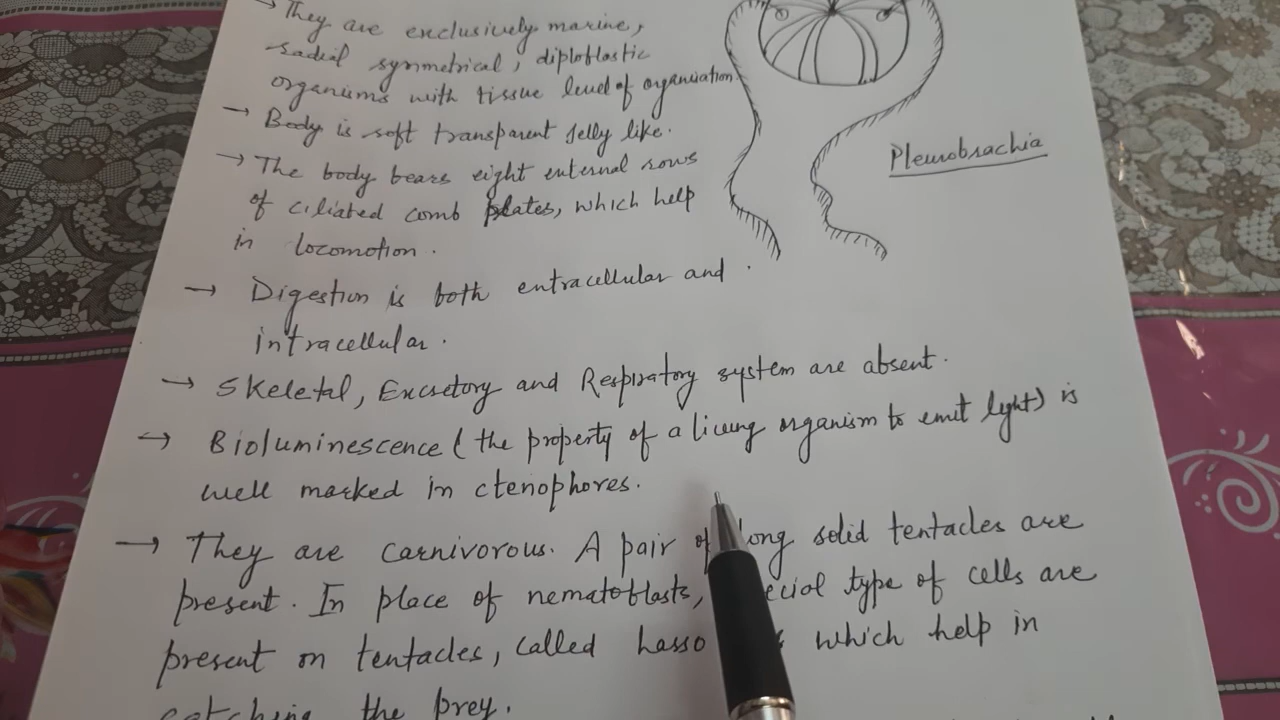 → They are exclusively marine,
radial symmetrical, diploblastic
organisms with tissue level of organisation.
→ Body is soft transparent Jelly like.
→ The body bears eight external rows
of ciliated comb plates, which help
in locomotion.
Pleurobrachia
→ Digestion is both extracellular and
intracellular.
→ Skeletal, Excretory and Respiratory system are absent.
→ Bioluminescence (the property of a living organism to emit light) is
well marked in ctenophores.
→ They are carnivorous. A pair of long solid tentacles are
present. In place of nematoblasts, ecial type of cells are
present on tentacles, called lasso which help in
catching the prey.